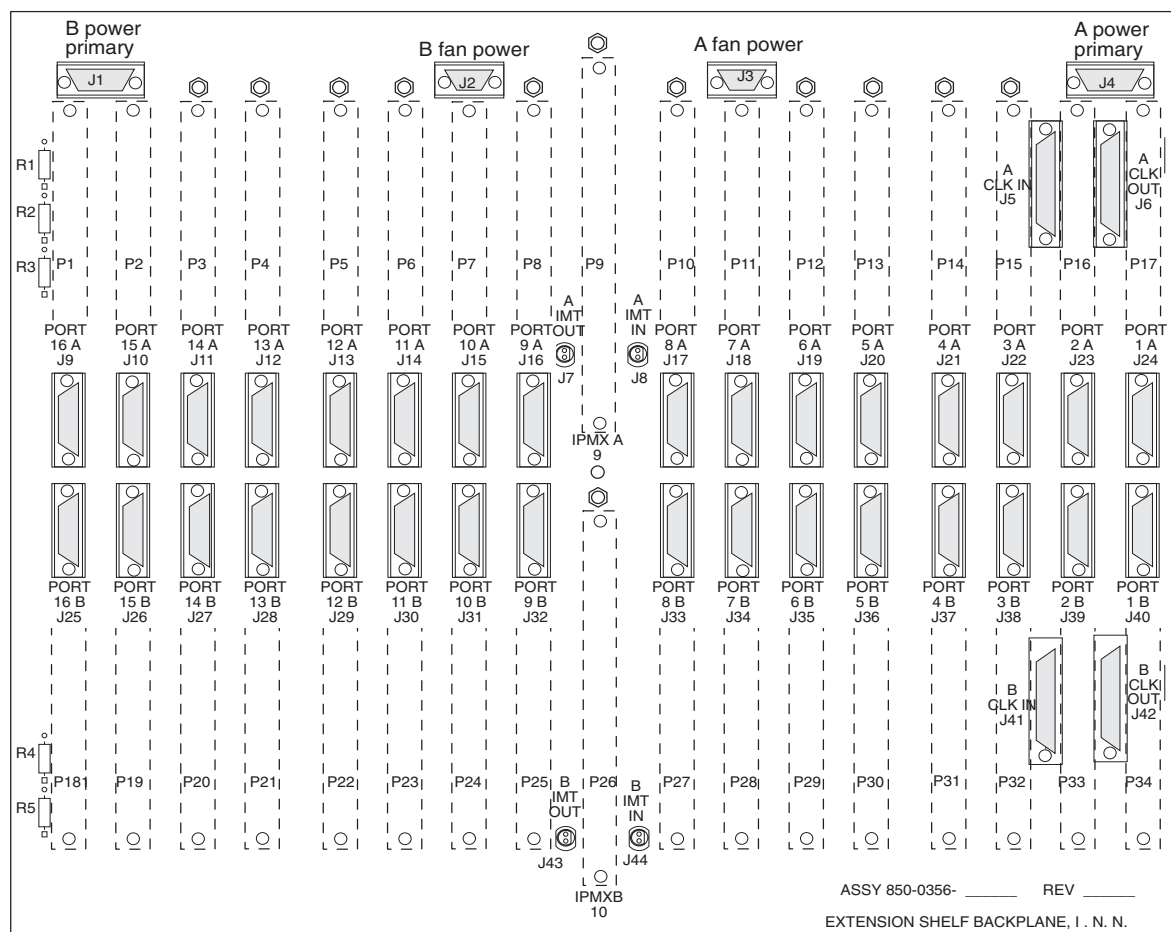 B power
primary
B fan power
A fan power
A power
primary
J1
J2
J3
J4
R1
R2
R3
A
CLK IN
J5
A
CLK
OUT
J6
P1 P2 P3 P4 P5 P6 P7 P8 P9 P10 P11 P12 P13 P14 P15 P16 P17
A
IMT
OUT
J7
A
IMT
IN
J8
PORT PORT PORT PORT PORT PORT PORT PORT PORT PORT PORT PORT PORT PORT PORT PORT
16 A 15 A 14 A 13 A 12 A 11 A 10 A 9 A 8 A 7 A 6 A 5 A 4 A 3 A 2 A 1 A
J9 J10 J11 J12 J13 J14 J15 J16 J17 J18 J19 J20 J21 J22 J23 J24
IPMX A
9
PORT PORT PORT PORT PORT PORT PORT PORT PORT PORT PORT PORT PORT PORT PORT PORT
16 B 15 B 14 B 13 B 12 B 11 B 10 B 9 B 8 B 7 B 6 B 5 B 4 B 3 B 2 B 1 B
J25 J26 J27 J28 J29 J30 J31 J32 J33 J34 J35 J36 J37 J38 J39 J40
B
CLK IN
J41
B
CLK
OUT
J42
R4
R5
P181 P19 P20 P21 P22 P23 P24 P25 P26 P27 P28 P29 P30 P31 P32 P33 P34
B
IMT
OUT
J43
B
IMT
IN
J44
IPMXB
10
ASSY 850-0356- ______ REV ______
EXTENSION SHELF BACKPLANE, I . N. N.